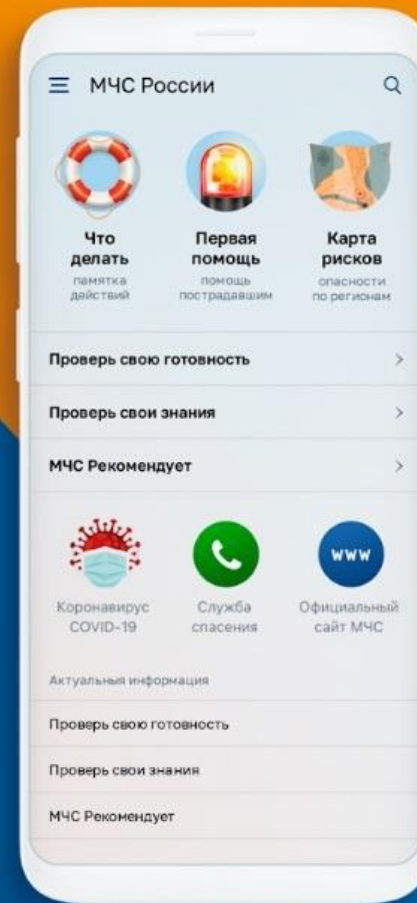 МЧС России
Что
делать
памятка
действий
Первая
помощь
помощь
пострадавшим
Карта
рисков
опасности
по регионам
Проверь свою готовность
Проверь свои знания
МЧС Рекомендует
Коронавирус
COVID-19
Служба
спасения
www
Официальный
сайт МЧС
Актуальныя информация
Проверь свою готовность
Проверь свои знания
МЧС Рекомендует